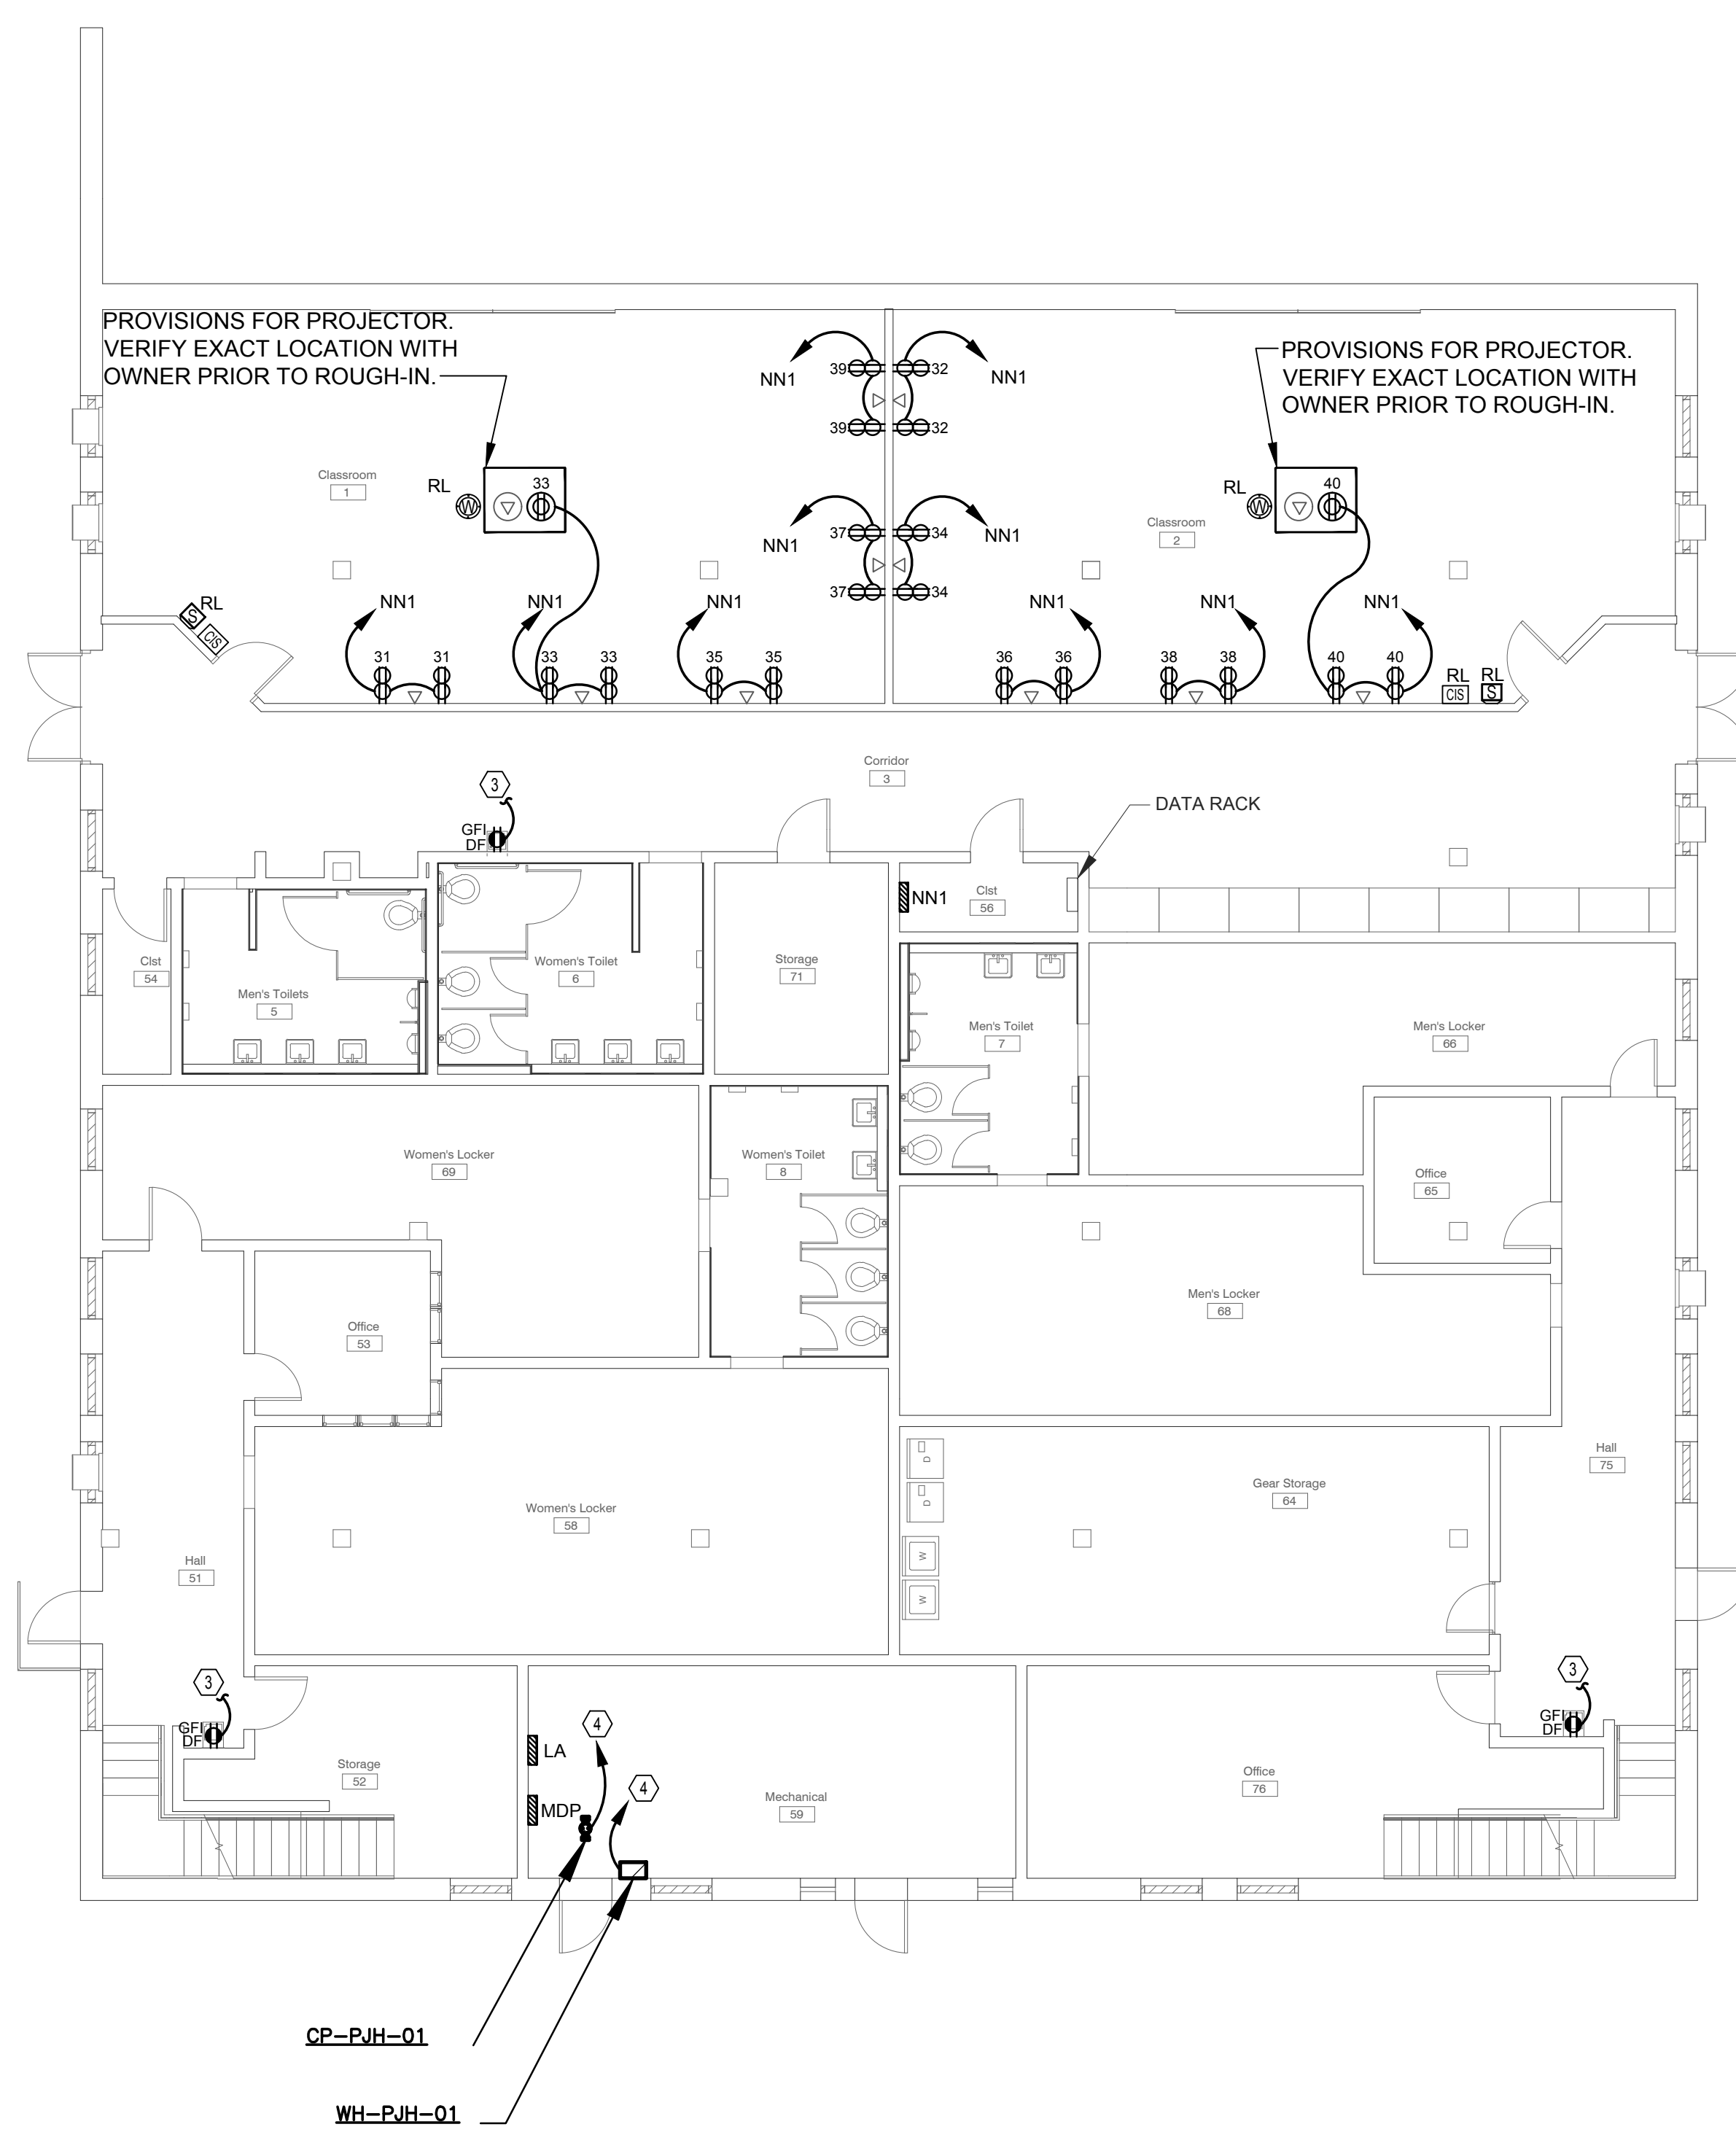 PROVISIONS FOR PROJECTOR.
VERIFY EXACT LOCATION WITH
OWNER PRIOR TO ROUGH-IN.
PROVISIONS FOR PROJECTOR.
VERIFY EXACT LOCATION WITH
OWNER PRIOR TO ROUGH-IN.
39
32
NN1
NN1
39
32
Classroom
1
RL
W
33
RL
W
40
Classroom
2
37
34
NN1
NN1
37
34
RL
S
CIS
NN1
NN1
NN1
NN1
NN1
NN1
31
31
33
33
35
35
36
36
38
38
40
40
RL
RL
CIS
S
Corridor
3
3
GFI
DF
DATA RACK
NN1
Clst
56
Clst
54
Men's Toilets
5
Women's Toilet
6
Storage
71
Men's Toilet
7
Men's Locker
66
Women's Locker
69
Women's Toilet
8
Office
65
Office
53
Men's Locker
68
Hall
75
D
D
W
W
Gear Storage
64
Women's Locker
58
Hall
51
3
GFI
DF
3
GFI
DF
Storage
52
LA
MDP
4
4
Mechanical
59
Office
76
CP-PJH-01
WH-PJH-01